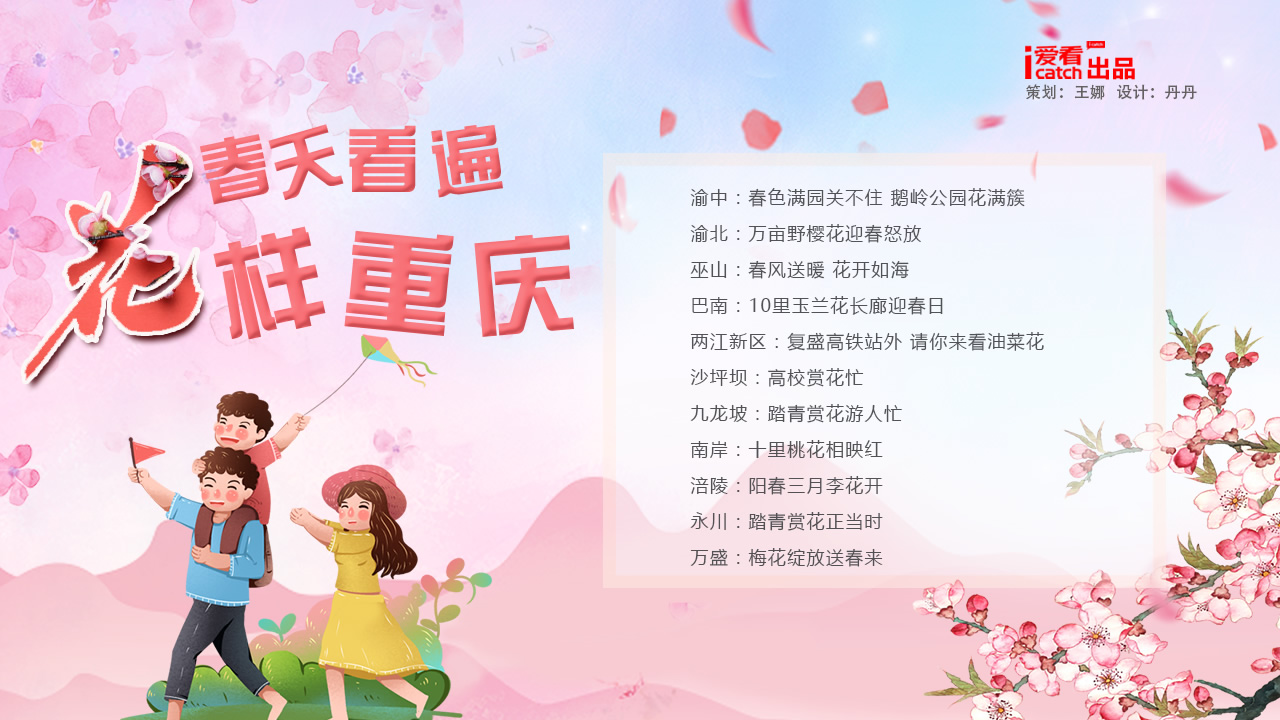 i爱看
catch 出品
策划：王娜 设计：丹丹
春天看遍
花样重庆
渝中：春色满园关不住 鹅岭公园花满簇
渝北：万亩野樱花迎春怒放
巫山：春风送暖 花开如海
巴南：10里玉兰花长廊迎春日
两江新区：复盛高铁站外 请你来看油菜花
沙坪坝：高校赏花忙
九龙坡：踏青赏花游人忙
南岸：十里桃花相映红
涪陵：阳春三月李花开
永川：踏青赏花正当时
万盛：梅花绽放送春来